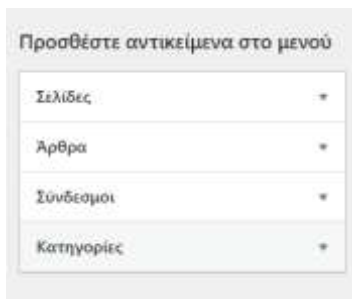 Προσθέστε αντικείμενα στο μενού
Σελίδες
Άρθρα
Σύνδεσμοι
Κατηγορίες